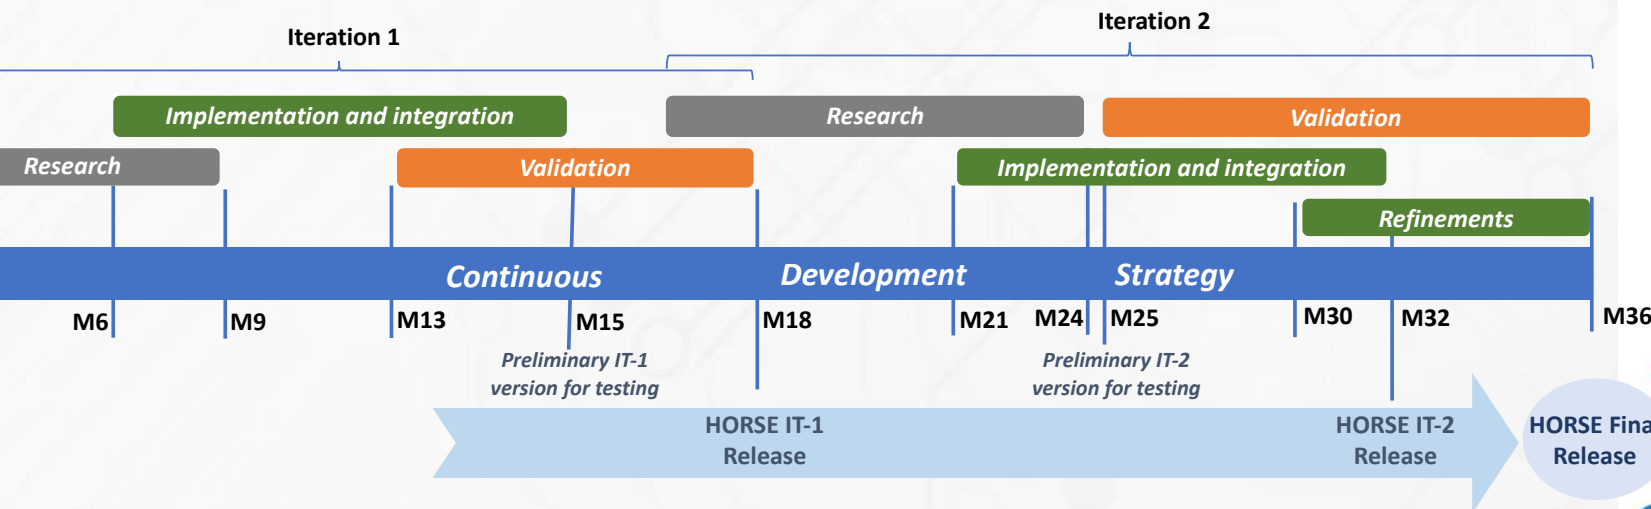 Iteration 1
Iteration 2
Implementation and integration
Research
Validation
Research
Validation
Implementation and integration
Refinements
Continuous Development Strategy
M6
M9
M13
M15
M18
M21
M24
M25
M30
M32
M36
Preliminary IT-1
version for testing
Preliminary IT-2
version for testing
HORSE IT-1
Release
HORSE IT-2
Release
HORSE Fina
Release